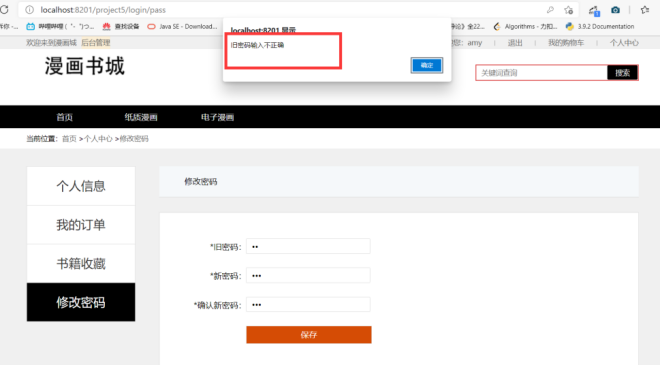 localhost:8201/project5/login/pass
哔哩哔哩（゜-゜)つ...
查找设备
Java SE - Download...
Algorithms - 力扣...
3.9.2 Documentation
localhost:8201 显示
旧密码输入不正确
确定
欢迎来到漫画城 后台管理
您: amy | 退出 | 我的购物车 | 个人中心
漫画书城
关键词查询 搜索
首页 纸质漫画 电子漫画
当前位置: 首页 >个人中心 >修改密码
个人信息
我的订单
书籍收藏
修改密码
修改密码
*旧密码: ••
*新密码: •••
*确认新密码: •••
保存